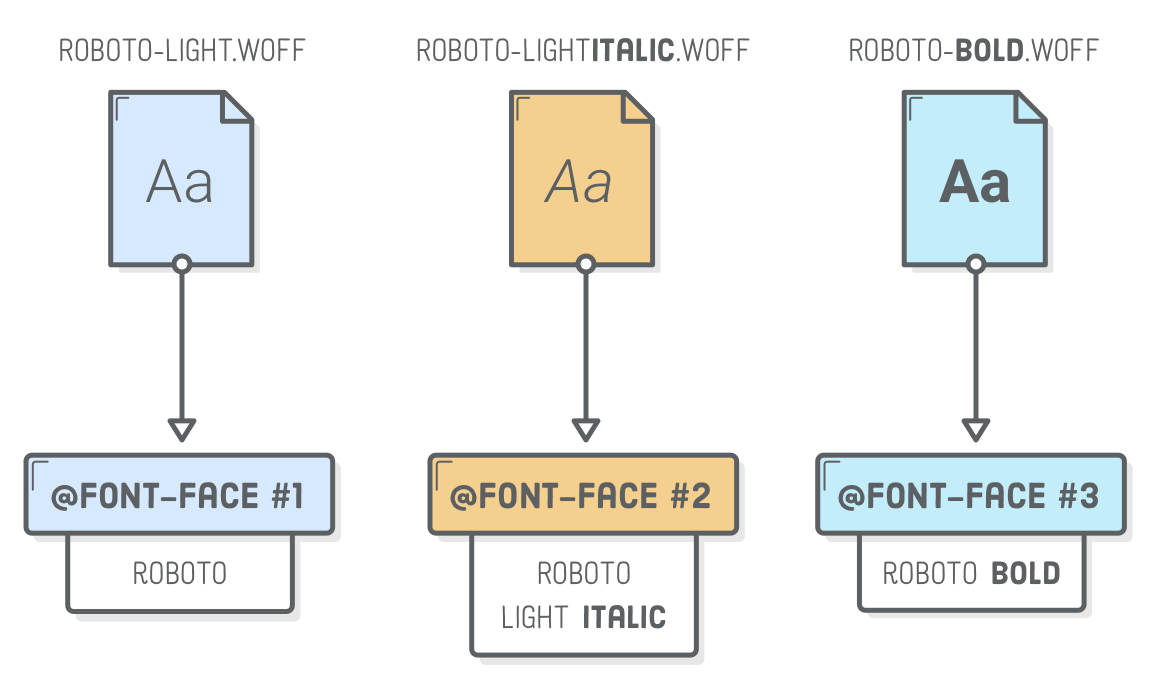 ROBOTO-LIGHT.WOFF
Aa
@FONT-FACE #1
ROBOTO
ROBOTO-LIGHTITALIC.WOFF
Aa
@FONT-FACE #2
ROBOTO
LIGHT ITALIC
ROBOTO-BOLD.WOFF
Aa
@FONT-FACE #3
ROBOTO BOLD